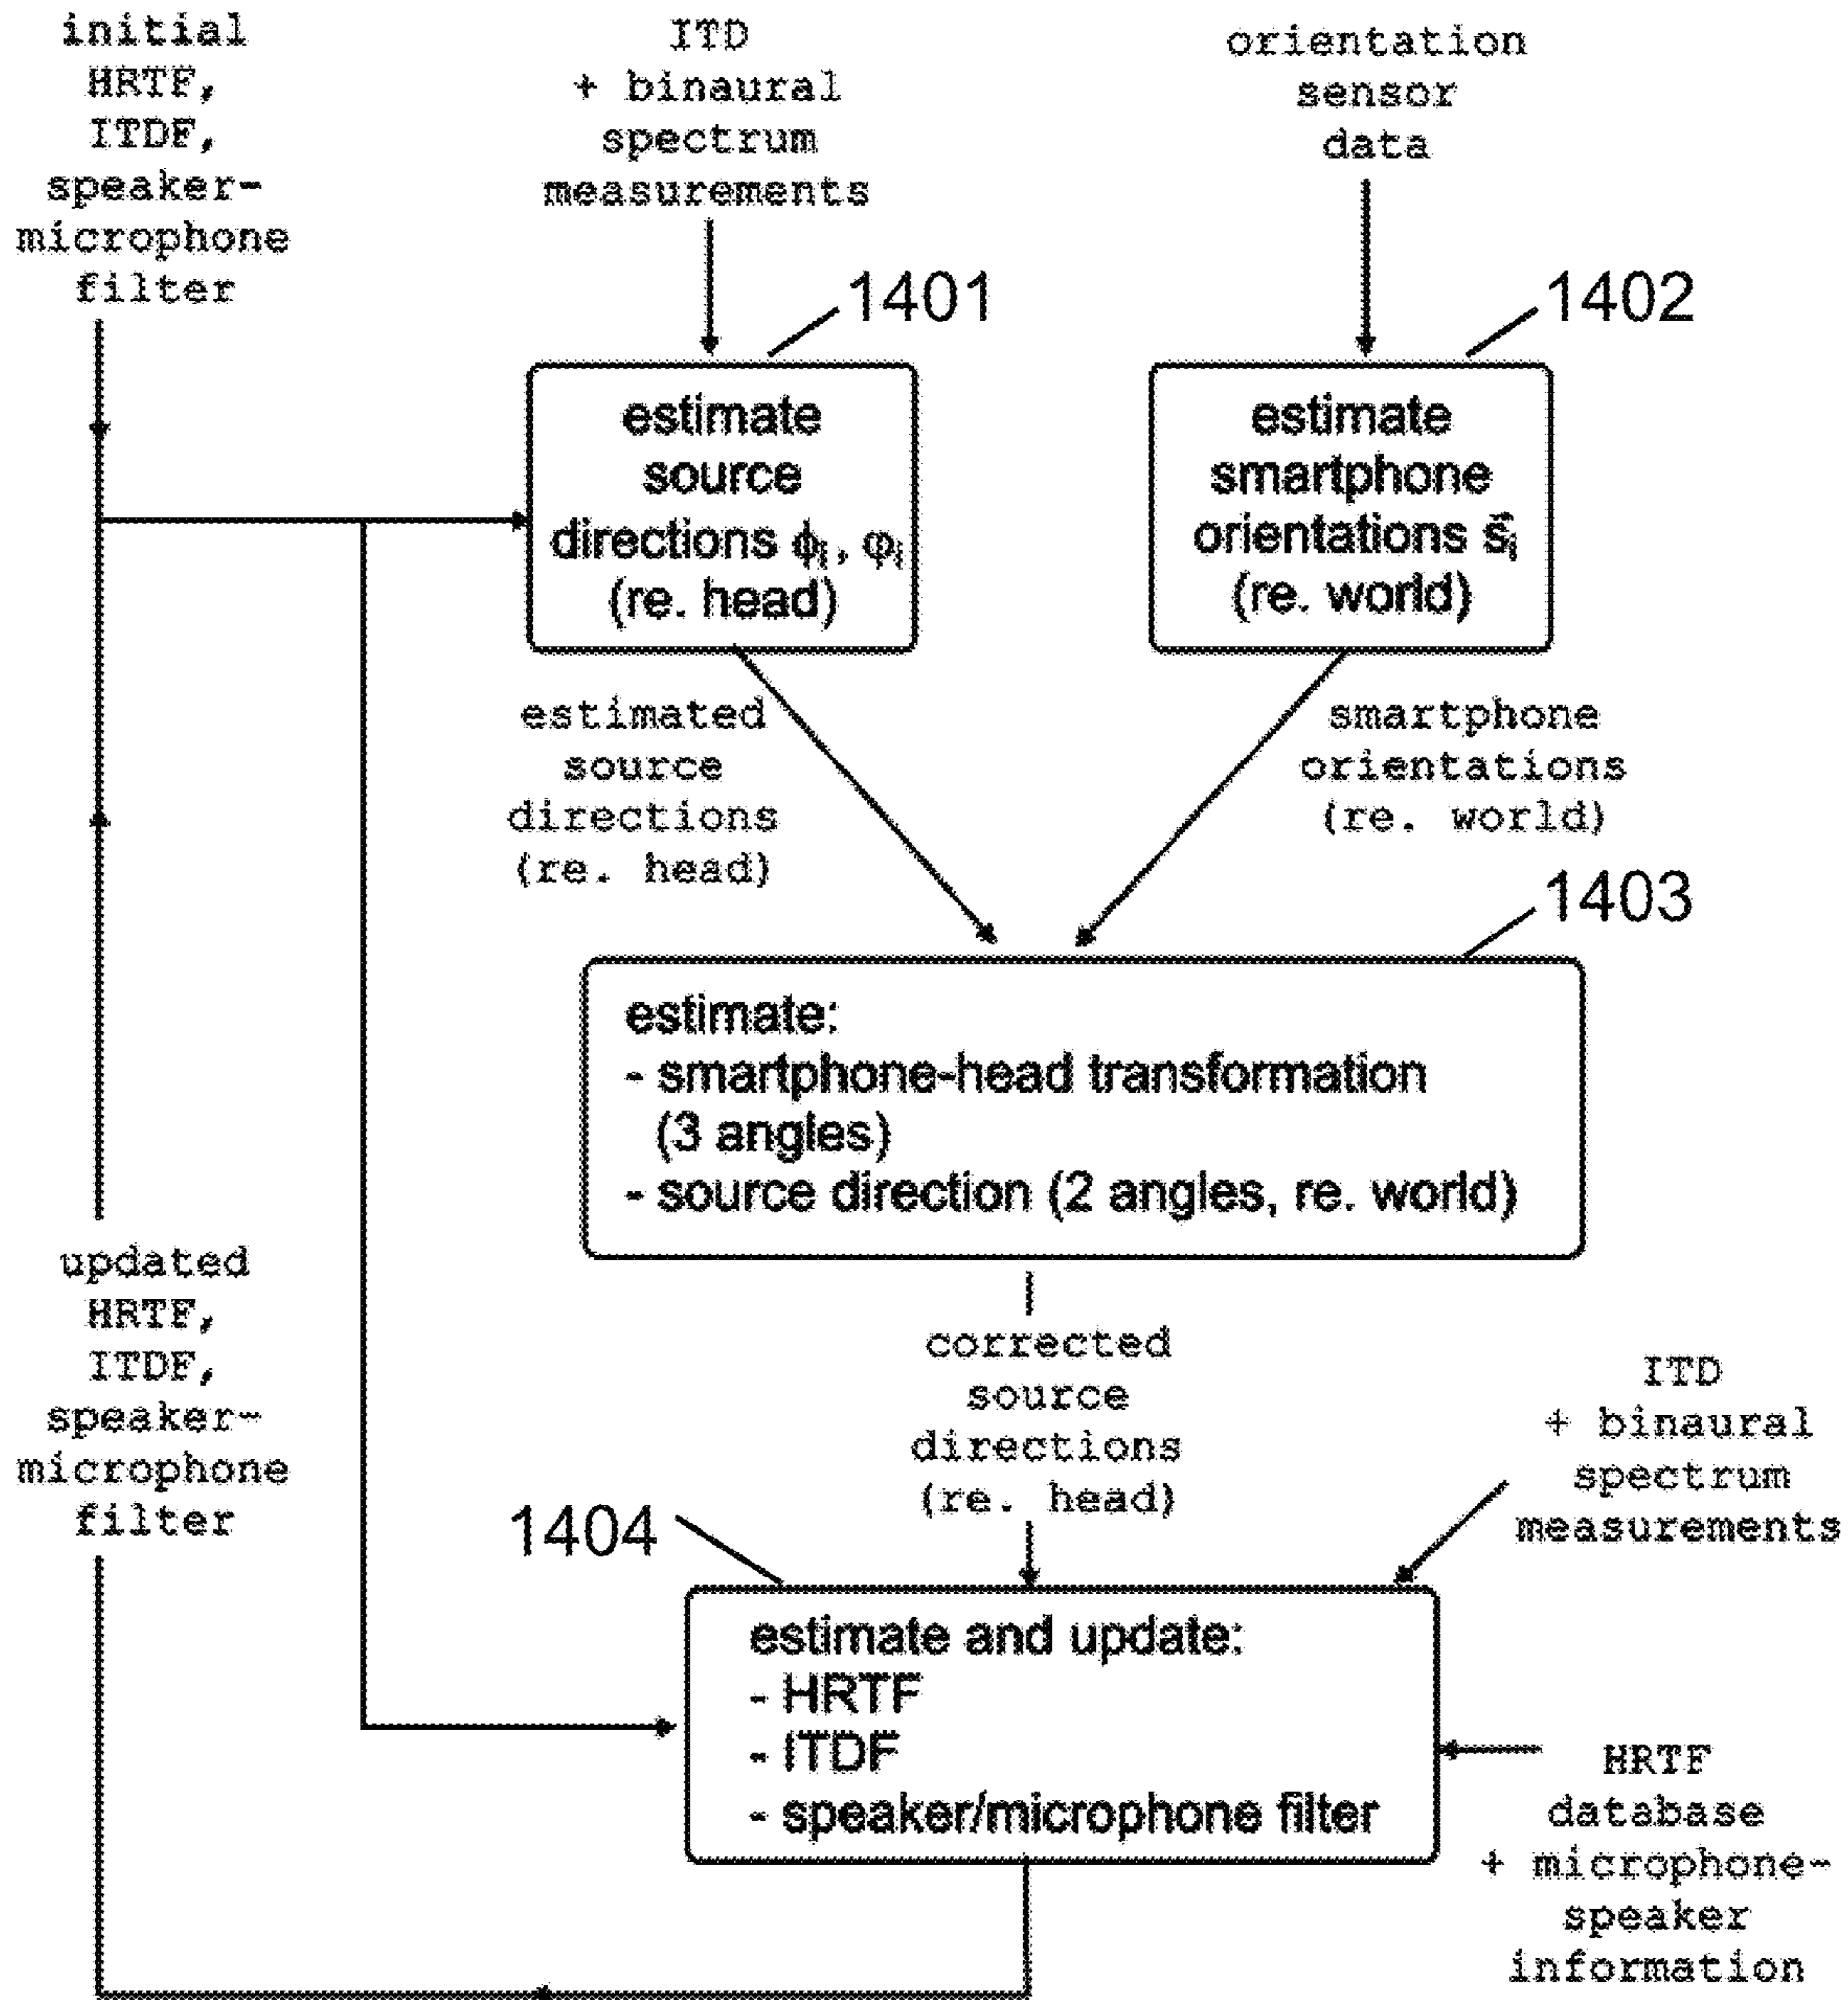 initial
HRTF,
ITDF,
speaker-
microphone
filter
ITD
+ binaural
spectrum
measurements
orientation
sensor
data
1401
1402
estimate
source
directions ϕi, φi
(re. head)
estimate
smartphone
orientations s⃗i
(re. world)
estimated
source
directions
(re. head)
smartphone
orientations
(re. world)
1403
estimate:
- smartphone-head transformation
(3 angles)
- source direction (2 angles, re. world)
updated
HRTF,
ITDF,
speaker-
microphone
filter
corrected
source
directions
(re. head)
ITD
+ binaural
spectrum
measurements
1404
estimate and update:
- HRTF
- ITDF
- speaker/microphone filter
HRTF
database
+ microphone-
speaker
information